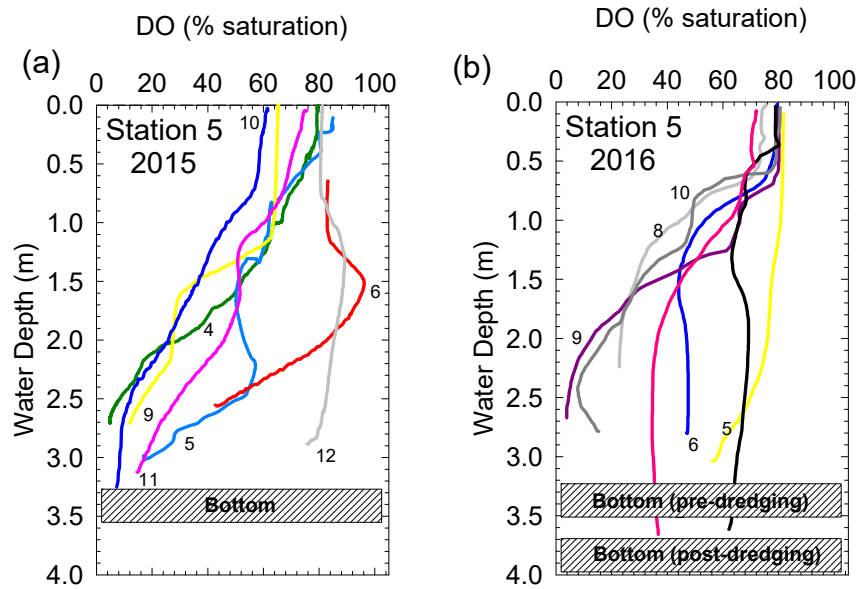 DO (% saturation)
(a)
0 20 40 60 80 100
0.0
0.5
1.0
1.5
2.0
2.5
3.0
3.5
4.0
Water Depth (m)
Station 5
2015
10
6
4
9
5
12
11
Bottom
DO (% saturation)
(b)
0 20 40 60 80 100
0.0
0.5
1.0
1.5
2.0
2.5
3.0
3.5
4.0
Water Depth (m)
Station 5
2016
10
8
9
5
6
Bottom (pre-dredging)
Bottom (post-dredging)